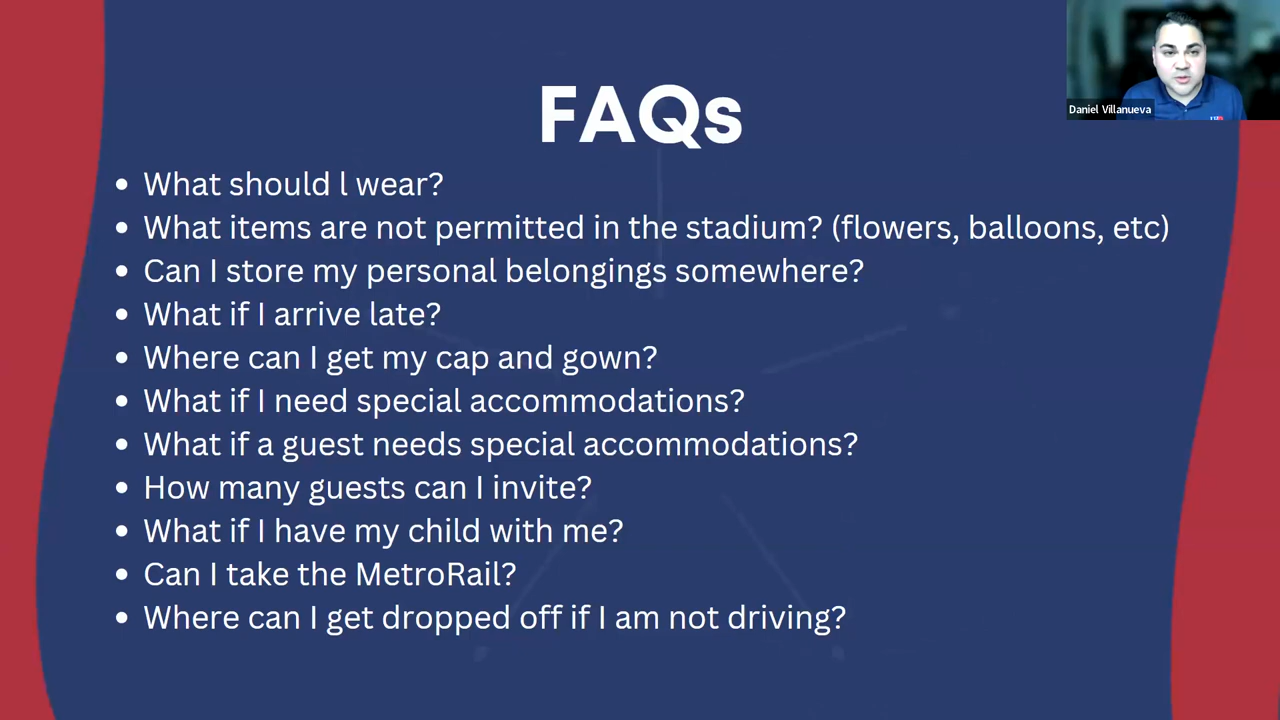 FAQs
• What should l wear?
• What items are not permitted in the stadium? (flowers, balloons, etc)
• Can I store my personal belongings somewhere?
• What if I arrive late?
• Where can I get my cap and gown?
• What if I need special accommodations?
• What if a guest needs special accommodations?
• How many guests can I invite?
• What if I have my child with me?
• Can I take the MetroRail?
• Where can I get dropped off if I am not driving?
Daniel Villanueva